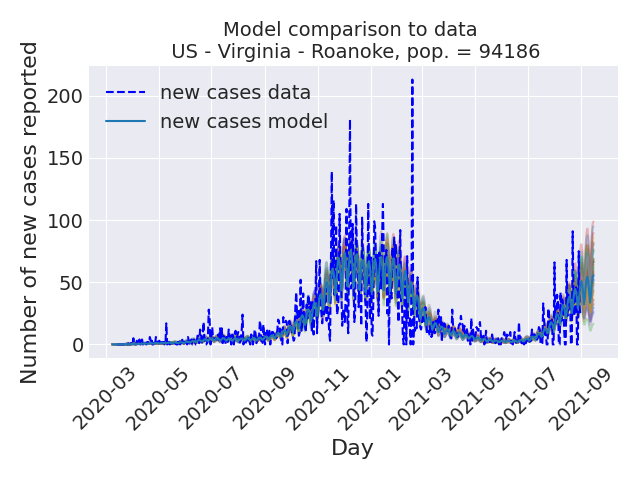 Model comparison to data
US - Virginia - Roanoke, pop. = 94186
Number of new cases reported
200
150
100
50
0
new cases data
new cases model
2020-03
2020-05
2020-07
2020-09
2020-11
2021-01
2021-03
2021-05
2021-07
2021-09
Day